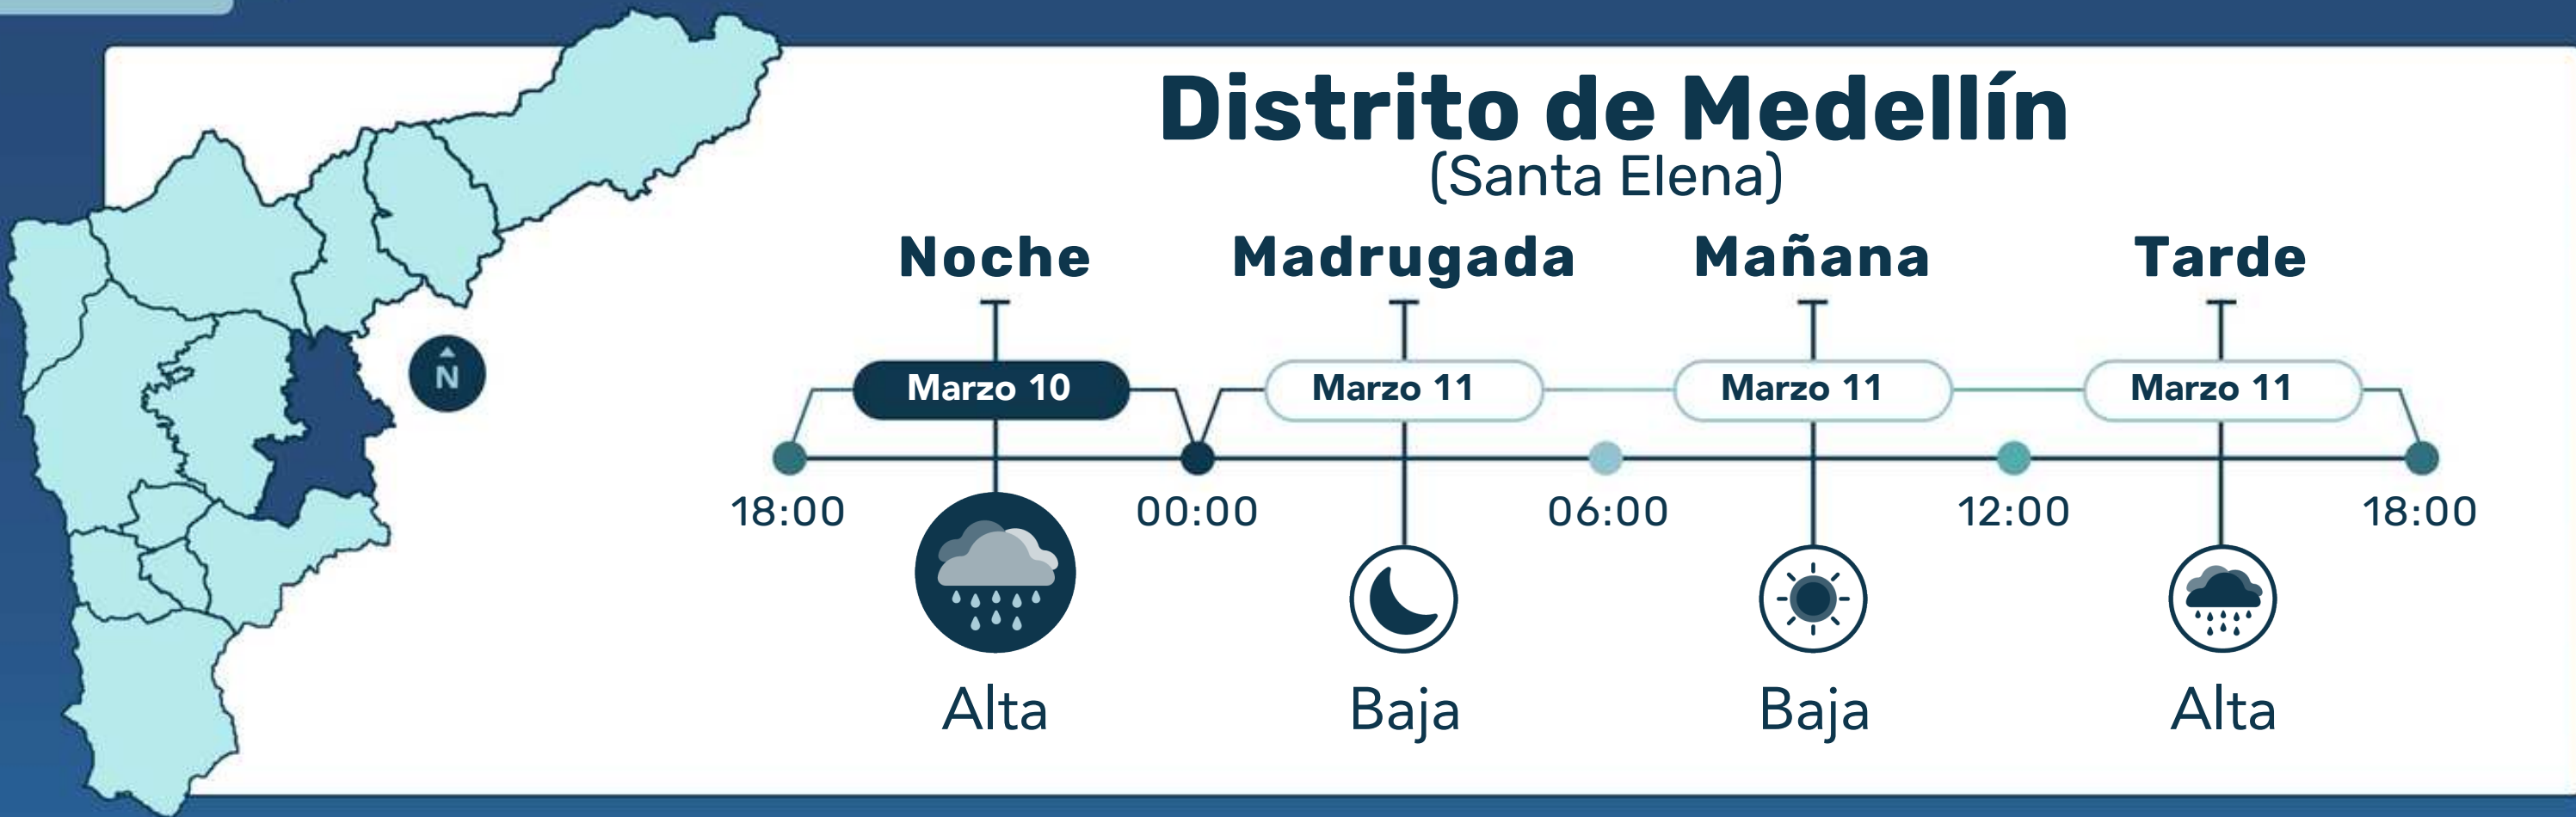 Distrito de Medellín
(Santa Elena)
Noche Madrugada Mañana Tarde
Marzo 10 Marzo 11 Marzo 11 Marzo 11
N
18:00 00:00 06:00 12:00 18:00
Alta Baja Baja Alta